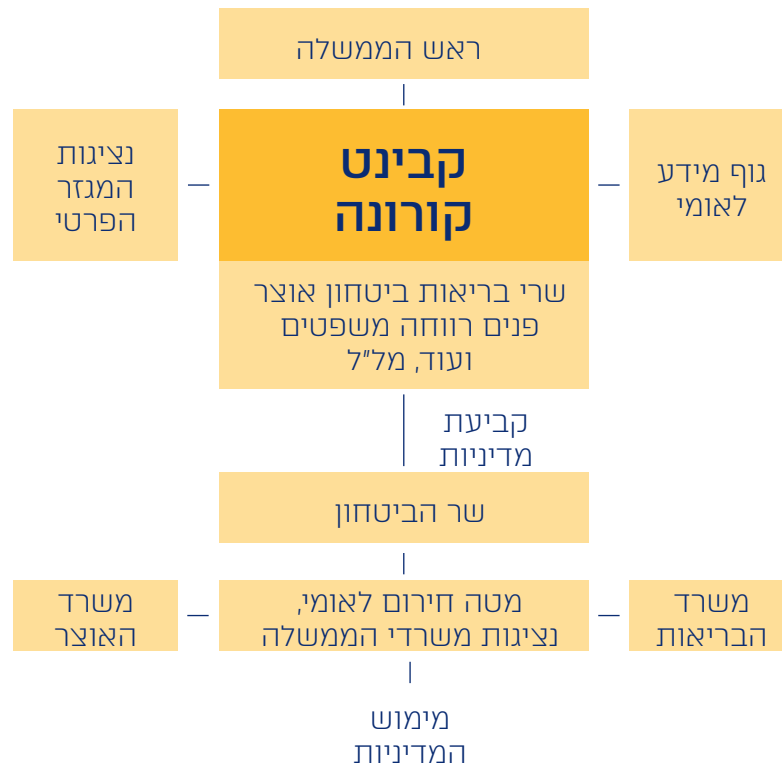 ראש הממשלה
גוף מידע
לאומי
קבינט
קורונה
נציגות
המגזר
הפרטי
שרי בריאות ביטחון אוצר
פנים רווחה משפטים
ועוד, מל"ל
קביעת
מדיניות
שר הביטחון
משרד
הבריאות
מטה חירום לאומי,
נציגות משרדי הממשלה
משרד
האוצר
מימוש
המדיניות